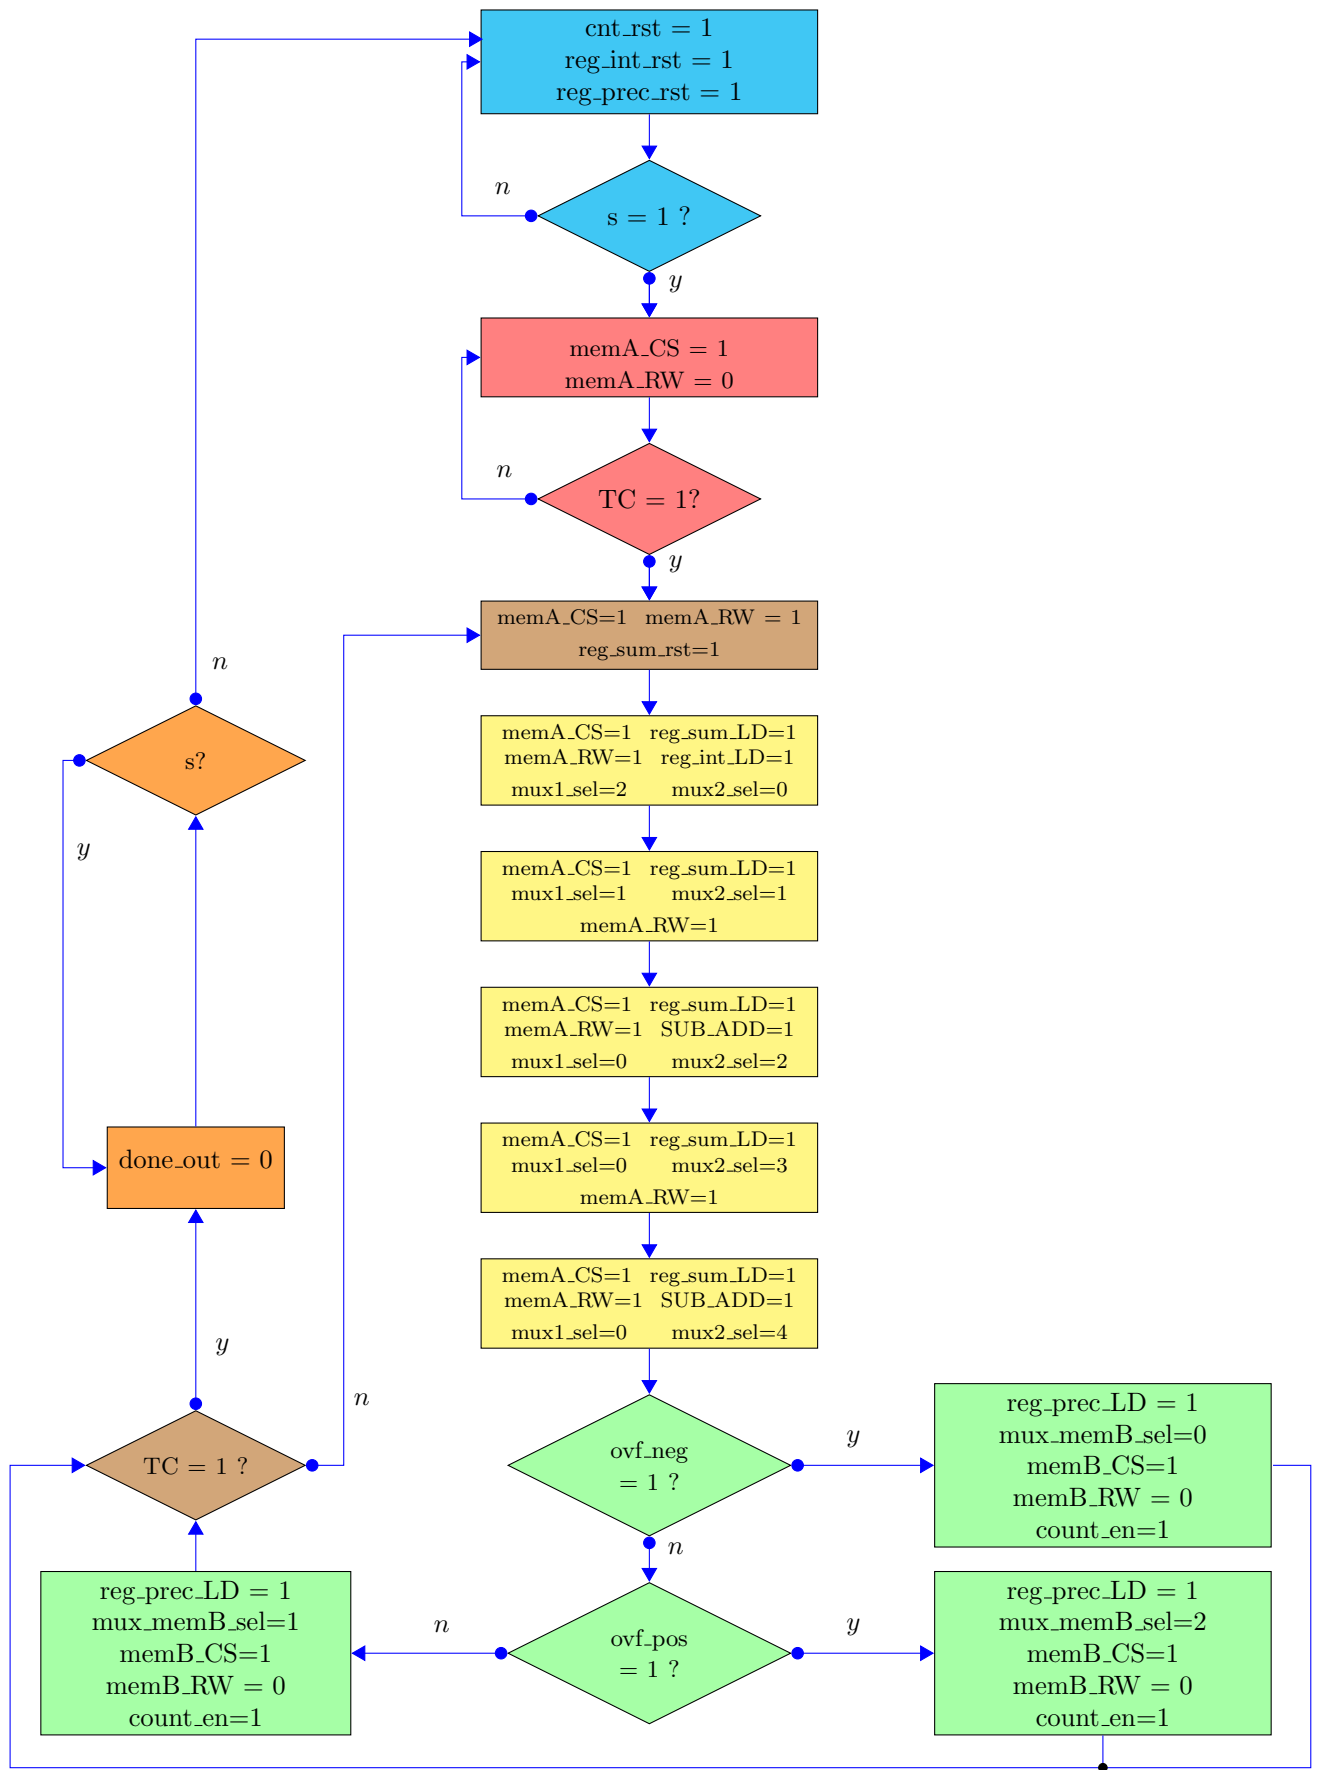 cnt_rst = 1
reg_int_rst = 1
reg_prec_rst = 1
n
s = 1 ?
y
memA_CS = 1
memA_RW = 0
n
TC = 1?
y
memA_CS=1 memA_RW = 1
reg_sum_rst=1
n
s?
y
memA_CS=1 reg_sum_LD=1
memA_RW=1 reg_int_LD=1
mux1_sel=2 mux2_sel=0
memA_CS=1 reg_sum_LD=1
mux1_sel=1 mux2_sel=1
memA_RW=1
memA_CS=1 reg_sum_LD=1
memA_RW=1 SUB_ADD=1
mux1_sel=0 mux2_sel=2
done_out = 0
memA_CS=1 reg_sum_LD=1
mux1_sel=0 mux2_sel=3
memA_RW=1
memA_CS=1 reg_sum_LD=1
memA_RW=1 SUB_ADD=1
mux1_sel=0 mux2_sel=4
y
n
TC = 1 ?
ovf_neg
= 1 ?
y
n
reg_prec_LD = 1
mux_memB_sel=0
memB_CS=1
memB_RW = 0
count_en=1
reg_prec_LD = 1
mux_memB_sel=1
memB_CS=1
memB_RW = 0
count_en=1
n
ovf_pos
= 1 ?
y
reg_prec_LD = 1
mux_memB_sel=2
memB_CS=1
memB_RW = 0
count_en=1